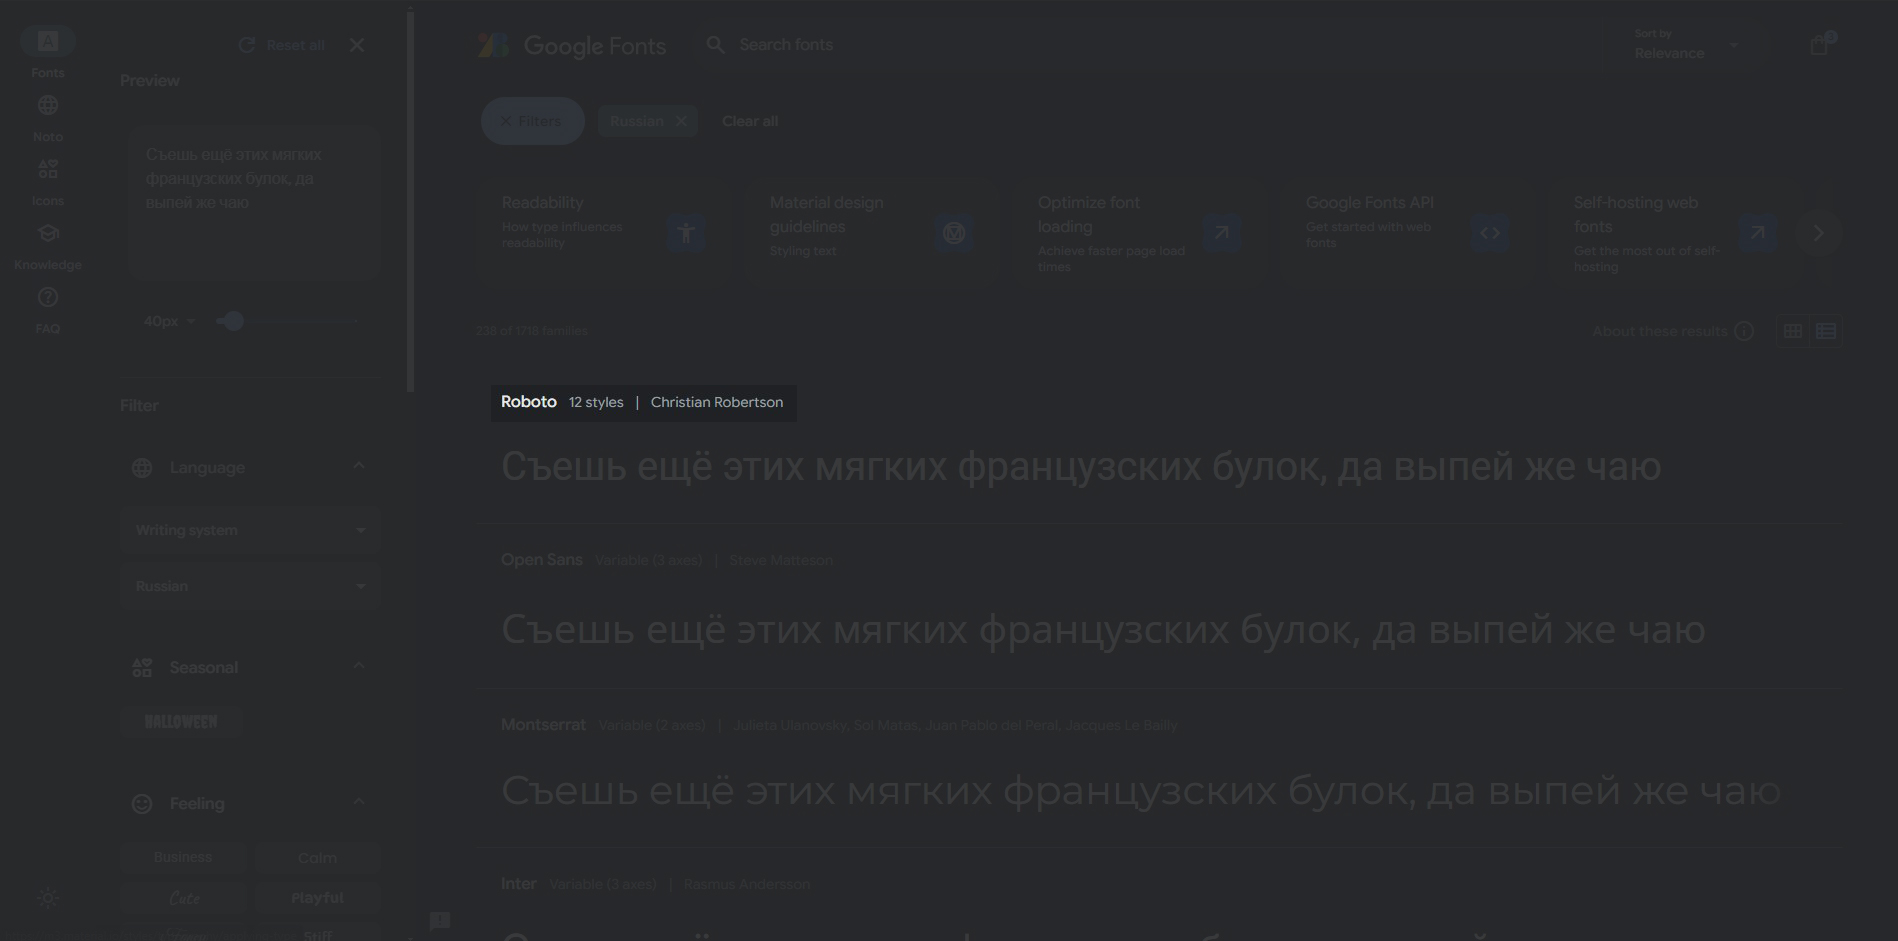 Fonts
Noto
Icons
Knowledge
FAQ
Reset all
Preview
Съешь ещё этих мягких
французских булок, да
выпей же чаю
40px
Filter
Language
Writing system
Russian
Seasonal
HALLOWEEN
Feeling
Business
Calm
Cute
Playful
Stiff
Google Fonts
Search fonts
Sort by
Relevance
Filters
Russian
Clear all
Readability
How type influences
readability
Material design
guidelines
Styling text
Optimize font
loading
Achieve faster page load
times
Google Fonts API
Get started with web
fonts
Self-hosting web
fonts
Get the most out of self-
hosting
238 of 1718 families
About these results
Roboto 12 styles | Christian Robertson
Съешь ещё этих мягких французских булок, да выпей же чаю
Open Sans Variable (3 axes) | Steve Matteson
Съешь ещё этих мягких французских булок, да выпей же чаю
Montserrat Variable (2 axes) | Julieta Ulanovsky, Sol Matas, Juan Pablo del Peral, Jacques Le Bailly
Съешь ещё этих мягких французских булок, да выпей же чаю
Inter Variable (3 axes) | Rasmus Andersson